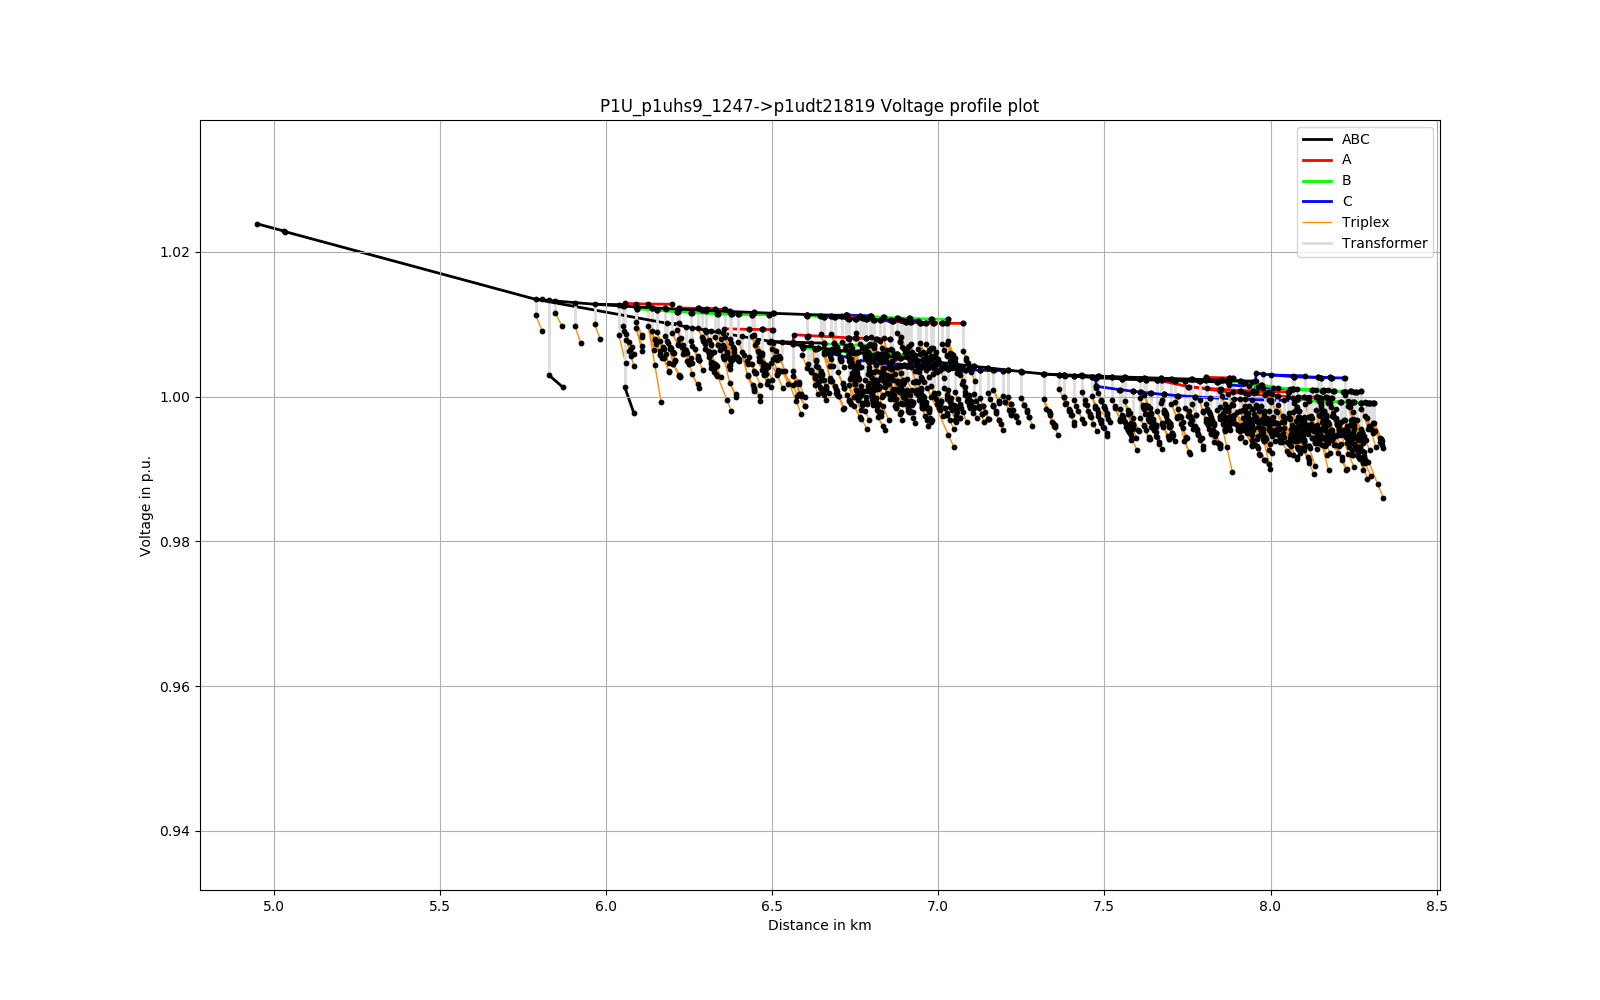 P1U_p1uhs9_1247->p1udt21819 Voltage profile plot
ABC
A
B
C
Triplex
Transformer
1.02
1.00
0.98
0.96
0.94
Voltage in p.u.
5.0 5.5 6.0 6.5 7.0 7.5 8.0 8.5
Distance in km